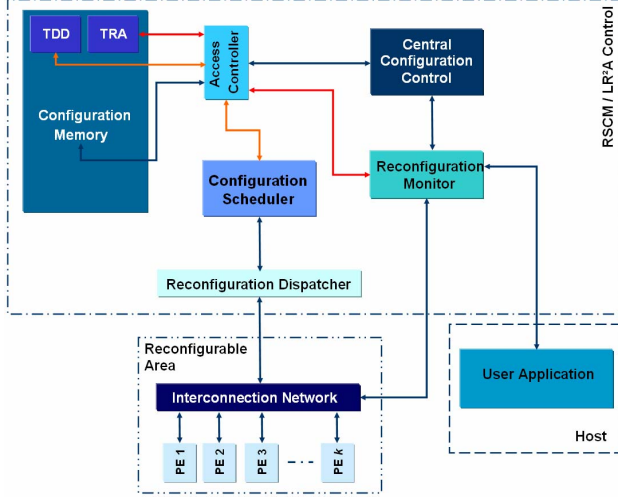 TDD
TRA
Access
Controller
Central
Configuration
Control
RSCM / LR²A Control
Configuration
Memory
Configuration
Scheduler
Reconfiguration
Monitor
Reconfiguration Dispatcher
Reconfigurable
Area
Interconnection Network
User Application
PE 1
PE 2
PE 3
PE k
Host